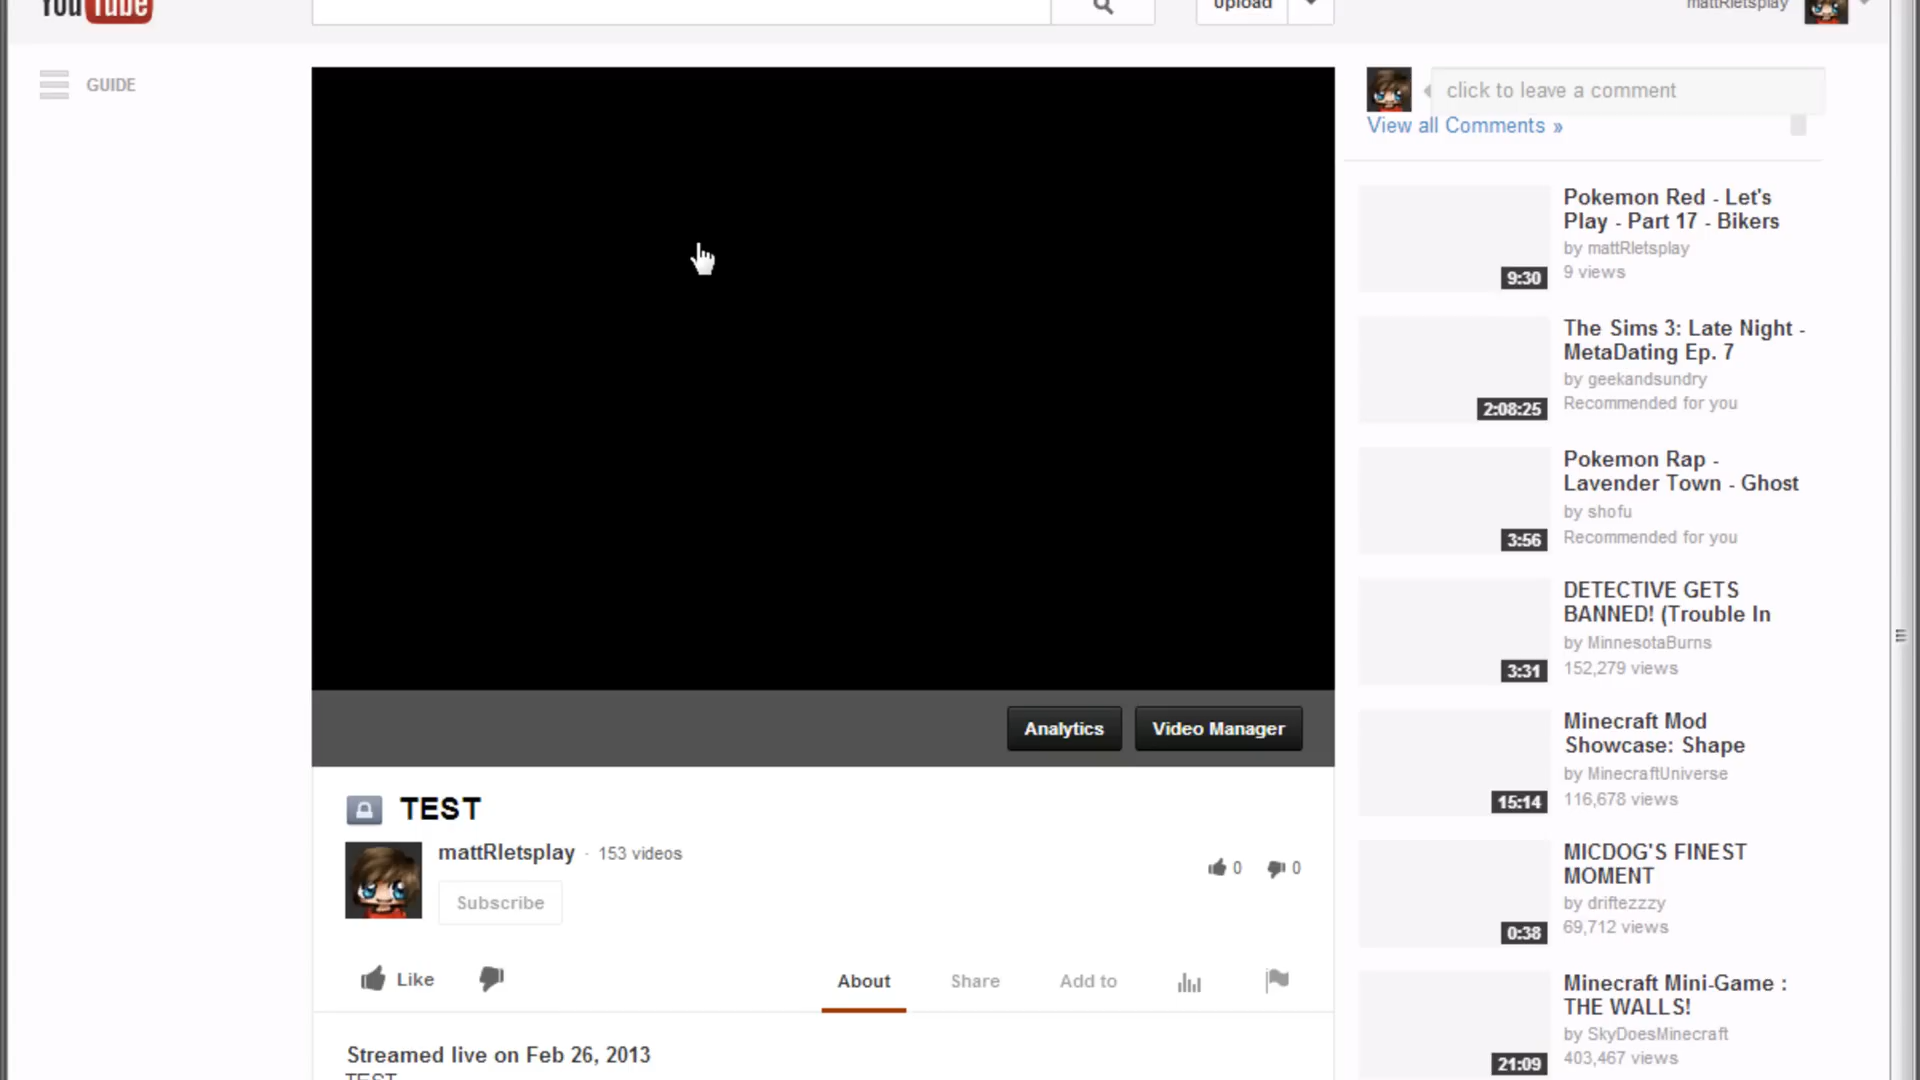 YouTube
Upload
mattRletsplay
GUIDE
click to leave a comment
View all Comments »
Pokemon Red - Let's
Play - Part 17 - Bikers
by mattRletsplay
9 views
9:30
The Sims 3: Late Night -
MetaDating Ep. 7
by geekandsundry
Recommended for you
2:08:25
Pokemon Rap -
Lavender Town - Ghost
by shofu
Recommended for you
3:56
DETECTIVE GETS
BANNED! (Trouble In
by MinnesotaBurns
152,279 views
3:31
Minecraft Mod
Showcase: Shape
by MinecraftUniverse
116,678 views
15:14
MICDOG'S FINEST
MOMENT
by driftezzzy
69,712 views
0:38
Minecraft Mini-Game :
THE WALLS!
by SkyDoesMinecraft
403,467 views
21:09
Analytics
Video Manager
TEST
mattRletsplay · 153 videos
Subscribe
0 0
Like
About
Share
Add to
Streamed live on Feb 26, 2013
TEST